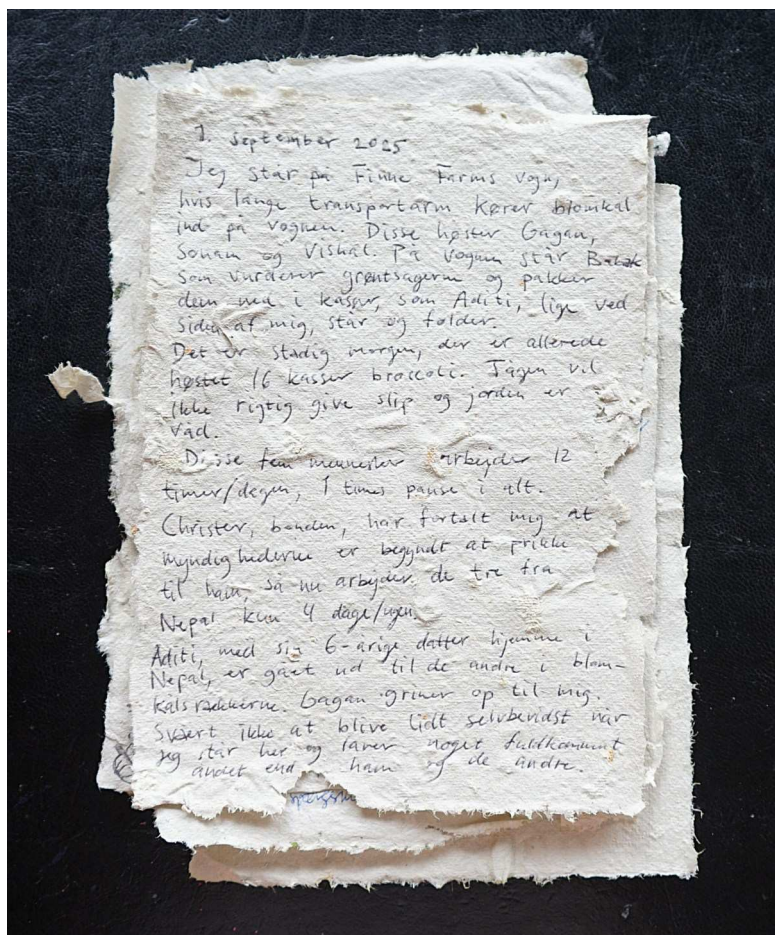 1. september 2025
Jeg står på Finne Farms vogn,
hvis lange transportarm kører blomkål
ind på vognen. Disse høster Gagan,
Sonam og Vishal. På vognen står
som vurderer grøntsagerne og pakker
dem ned i kasser, som Aditi, lige ved
siden af mig, står og folder.
Det er stadig morgen, der er allerede
høstet 16 kasser broccoli. Tågen vil
ikke rigtig give slip og jorden er
våd.
Disse fem mennesker arbejder 12
timer/dagen, 1 times pause i alt.
Christer, bonden, har fortalt mig at
myndighederne er begyndt at prikke
til ham, så nu arbejder de tre fra
Nepal kun 4 dage/ugen.
Aditi, med sin 6-årige datter hjemme i
Nepal, er gået ud til de andre i blom-
kålsrækkerne. Gagan griner op til mig.
Svært ikke at blive lidt selvbevidst når
jeg står her og laver noget fuldkomment
andet end ham og de andre.